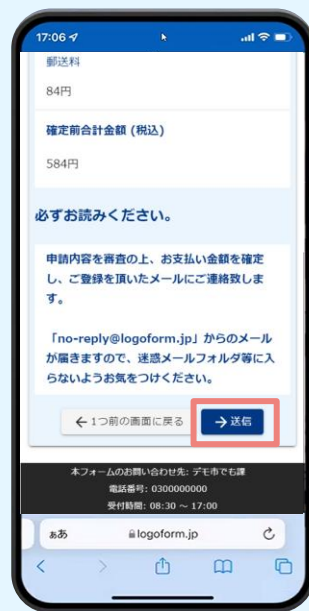 17:06
郵送料
84円
確定前合計金額 (税込)
584円
必ずお読みください。
申請内容を審査の上、お支払い金額を確定
し、ご登録を頂いたメールにご連絡致しま
す。
「no-reply@logoform.jp」からのメール
が届きますので、迷惑メールフォルダ等に入
らないようお気をつけください。
←1つ前の画面に戻る
→送信
本フォームのお問い合わせ先: デモ市でも課
電話番号: 0300000000
受付時間: 08:30 ～ 17:00
ぁあ
logoform.jp